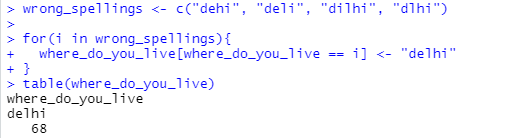 > wrong_spellings <- c("dehi", "deli", "dilhi", "dlhi")
>
> for(i in wrong_spellings){
+   where_do_you_live[where_do_you_live == i] <- "delhi"
+ }
> table(where_do_you_live)
where_do_you_live
delhi
   68